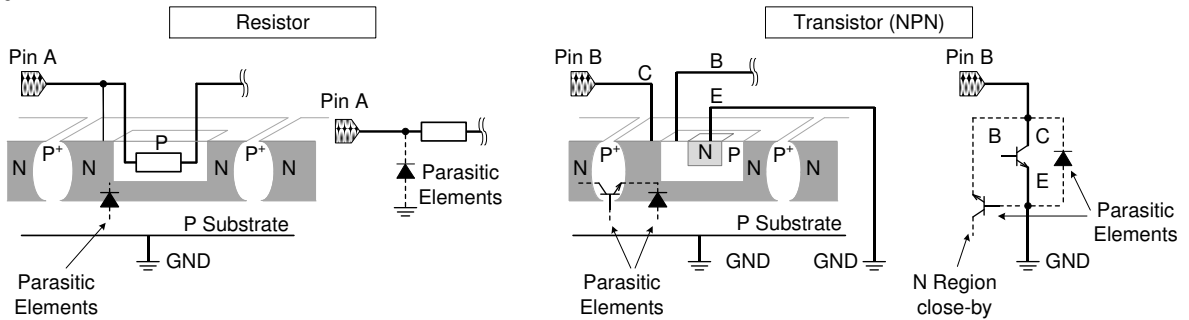 Resistor
Transistor (NPN)
Pin A
Pin A
N
P+
N
P
N
P+
N
Parasitic
Elements
P Substrate
GND
Parasitic
Elements
Pin B
C
B
E
N
P+
N
N
P
N
P+
N
P Substrate
GND
GND
Parasitic
Elements
Pin B
B
C
E
Parasitic
Elements
GND
N Region
close-by